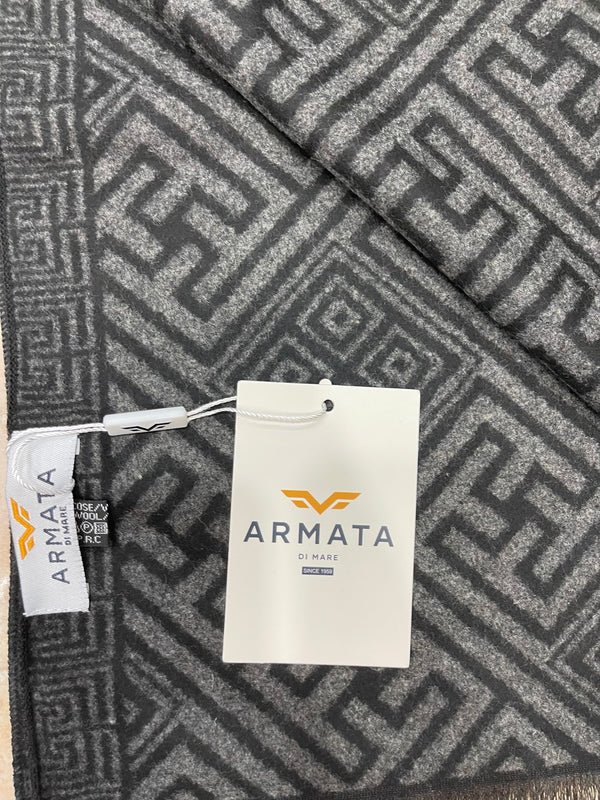 ARMATA
DI MARE
SINCE 1959
ARMATA
DI MARE
P.R.C